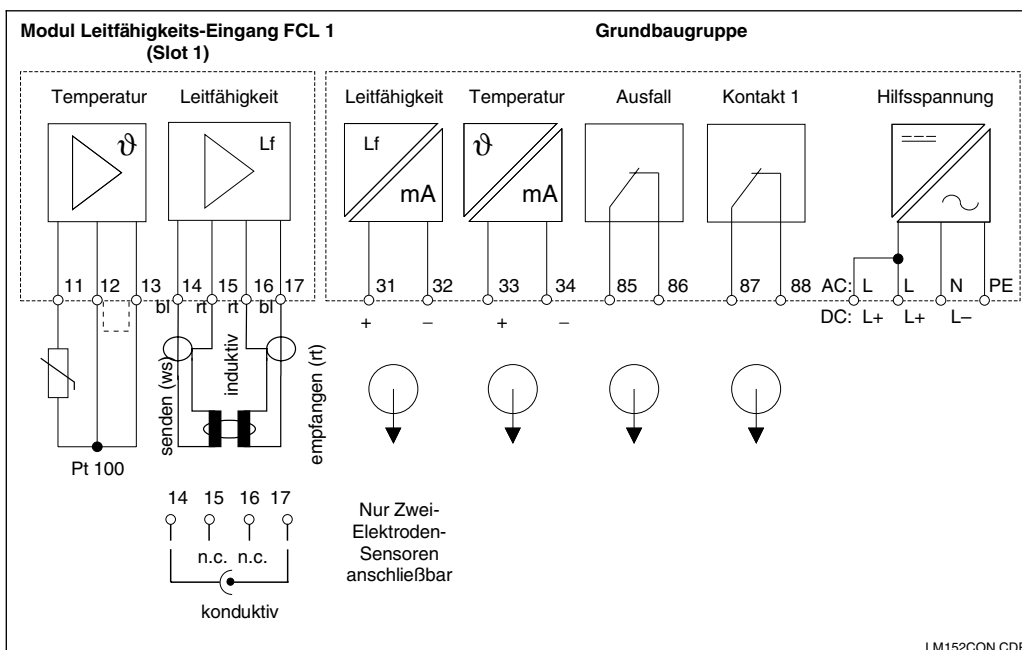 Modul Leitfähigkeits-Eingang FCL 1
(Slot 1)
Grundbaugruppe
Temperatur Leitfähigkeit Leitfähigkeit Temperatur Ausfall Kontakt 1 Hilfsspannung
ϑ Lf Lf ϑ
mA mA
11 12 13 14 15 16 17 31 32 33 34 85 86 87 88 AC: L L N PE
bl rt rt bl
+ − + − DC: L+ L+ L−
senden (ws)
induktiv
empfangen (rt)
Pt 100
14 15 16 17
n.c. n.c.
konduktiv
Nur Zwei-
Elektroden-
Sensoren
anschließbar